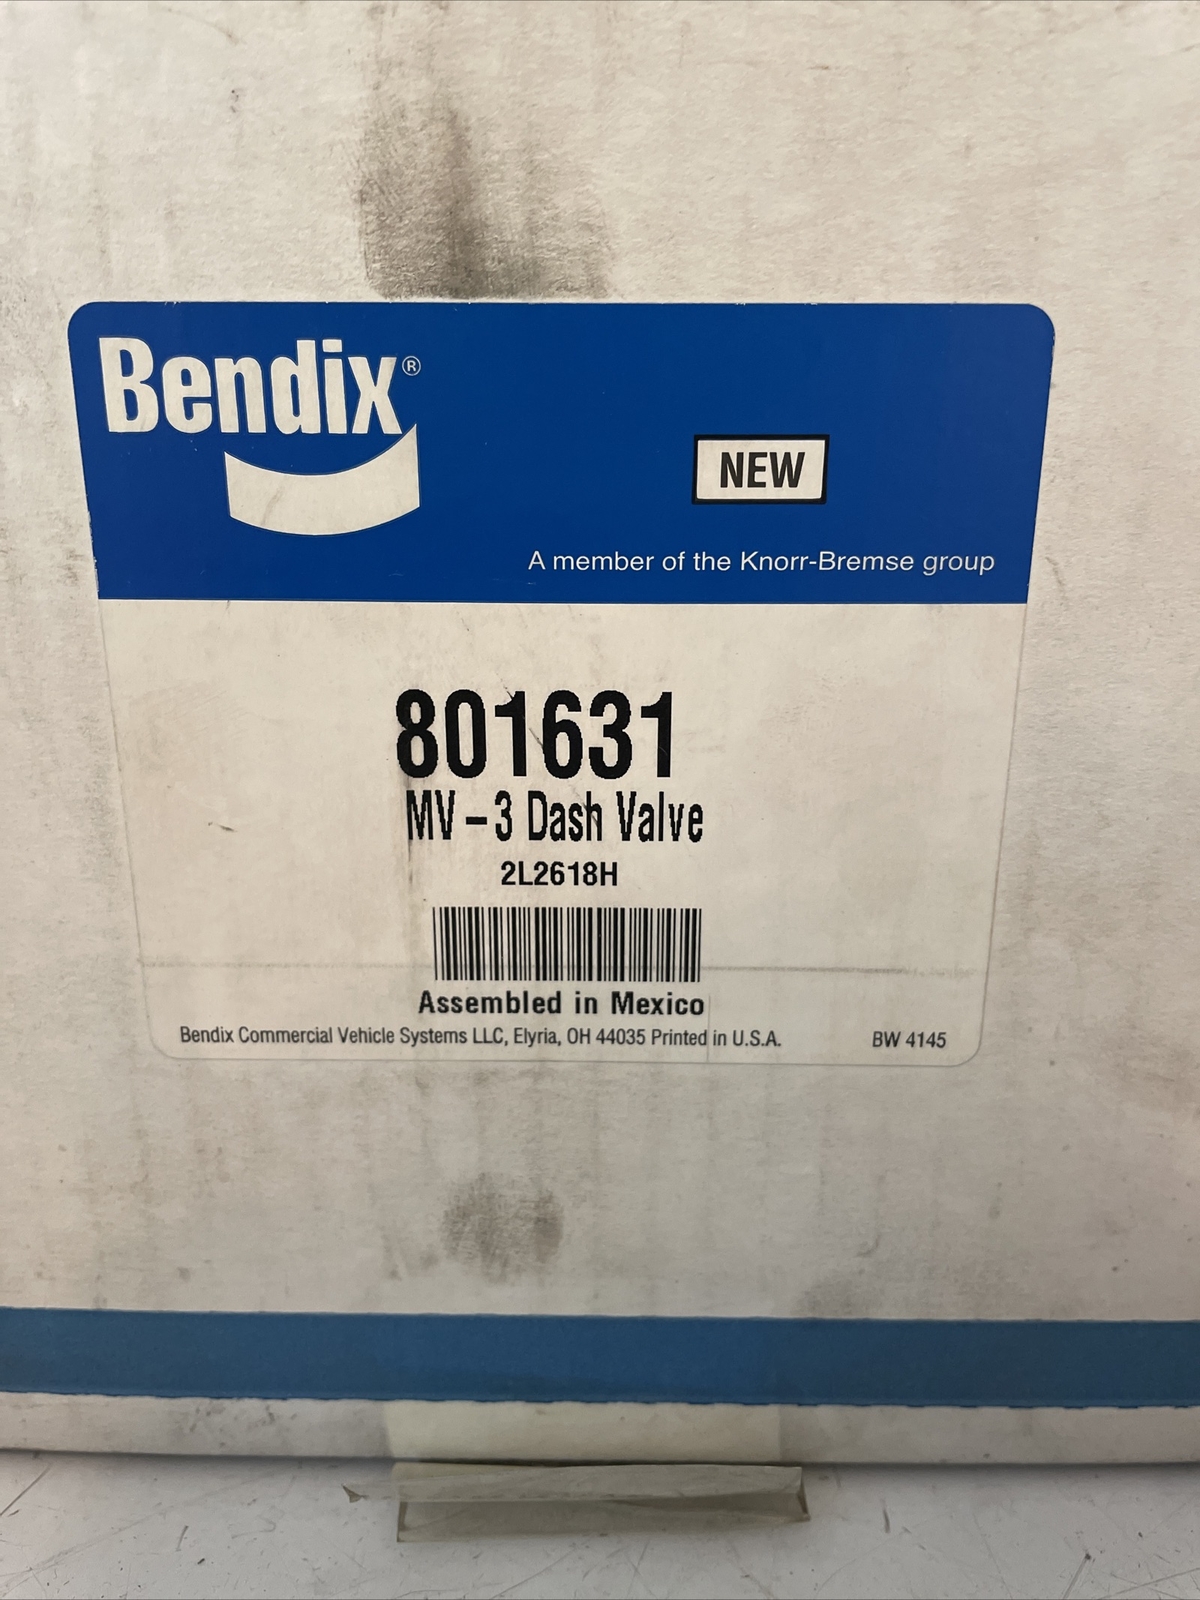 Bendix®
NEW
A member of the Knorr-Bremse group
801631
MV-3 Dash Valve
2L2618H
Assembled in Mexico
Bendix Commercial Vehicle Systems LLC, Elyria, OH 44035 Printed in U.S.A. BW 4145